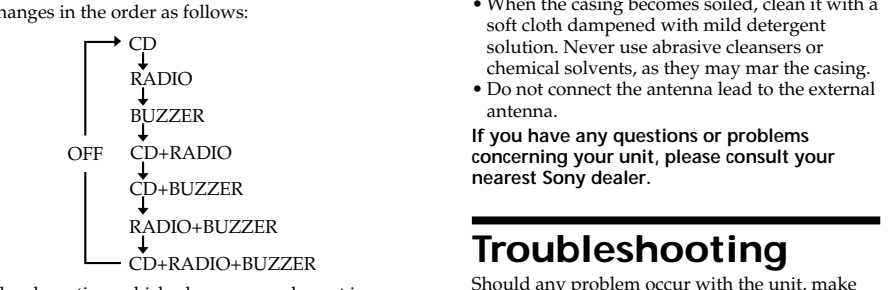 hanges in the order as follows:
CD
RADIO
BUZZER
OFF CD+RADIO
CD+BUZZER
RADIO+BUZZER
CD+RADIO+BUZZER
• When the casing becomes soiled, clean it with a
soft cloth dampened with mild detergent
solution. Never use abrasive cleansers or
chemical solvents, as they may mar the casing.
• Do not connect the antenna lead to the external
antenna.
If you have any questions or problems
concerning your unit, please consult your
nearest Sony dealer.
Troubleshooting
Should any problem occur with the unit, make